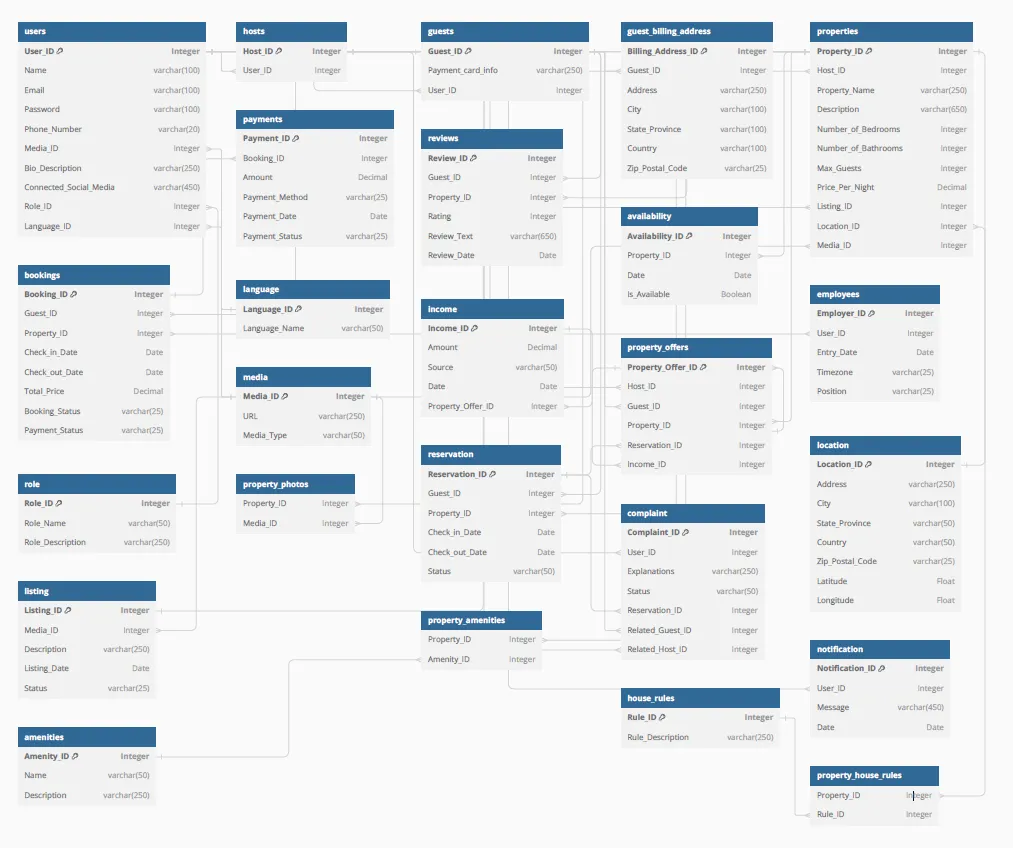 users
User_ID Integer
Name varchar(100)
Email varchar(100)
Password varchar(100)
Phone_Number varchar(20)
Media_ID Integer
Bio_Description varchar(250)
Connected_Social_Media varchar(450)
Role_ID Integer
Language_ID Integer
bookings
Booking_ID Integer
Guest_ID Integer
Property_ID Integer
Check_in_Date Date
Check_out_Date Date
Total_Price Decimal
Booking_Status varchar(25)
Payment_Status varchar(25)
role
Role_ID Integer
Role_Name varchar(50)
Role_Description varchar(250)
listing
Listing_ID Integer
Media_ID Integer
Description varchar(250)
Listing_Date Date
Status varchar(25)
amenities
Amenity_ID Integer
Name varchar(50)
Description varchar(250)
hosts
Host_ID Integer
User_ID Integer
payments
Payment_ID Integer
Booking_ID Integer
Amount Decimal
Payment_Method varchar(25)
Payment_Date Date
Payment_Status varchar(25)
language
Language_ID Integer
Language_Name varchar(50)
media
Media_ID Integer
URL varchar(250)
Media_Type varchar(50)
property_photos
Property_ID Integer
Media_ID Integer
guests
Guest_ID Integer
Payment_card_info varchar(250)
User_ID Integer
reviews
Review_ID Integer
Guest_ID Integer
Property_ID Integer
Rating Integer
Review_Text varchar(650)
Review_Date Date
income
Income_ID Integer
Amount Decimal
Source varchar(50)
Date Date
Property_Offer_ID Integer
reservation
Reservation_ID Integer
Guest_ID Integer
Property_ID Integer
Check_in_Date Date
Check_out_Date Date
Status varchar(50)
property_amenities
Property_ID Integer
Amenity_ID Integer
guest_billing_address
Billing_Address_ID Integer
Guest_ID Integer
Address varchar(250)
City varchar(100)
State_Province varchar(100)
Country varchar(100)
Zip_Postal_Code varchar(25)
availability
Availability_ID Integer
Property_ID Integer
Date Date
Is_Available Boolean
property_offers
Property_Offer_ID Integer
Host_ID Integer
Guest_ID Integer
Property_ID Integer
Reservation_ID Integer
Income_ID Integer
complaint
Complaint_ID Integer
User_ID Integer
Explanations varchar(250)
Status varchar(50)
Reservation_ID Integer
Related_Guest_ID Integer
Related_Host_ID Integer
house_rules
Rule_ID Integer
Rule_Description varchar(250)
properties
Property_ID Integer
Host_ID Integer
Property_Name varchar(250)
Description varchar(650)
Number_of_Bedrooms Integer
Number_of_Bathrooms Integer
Max_Guests Integer
Price_Per_Night Decimal
Listing_ID Integer
Location_ID Integer
Media_ID Integer
employees
Employer_ID Integer
User_ID Integer
Entry_Date Date
Timezone varchar(25)
Position varchar(25)
location
Location_ID Integer
Address varchar(250)
City varchar(100)
State_Province varchar(50)
Country varchar(50)
Zip_Postal_Code varchar(25)
Latitude Float
Longitude Float
notification
Notification_ID Integer
User_ID Integer
Message varchar(450)
Date Date
property_house_rules
Property_ID Integer
Rule_ID Integer